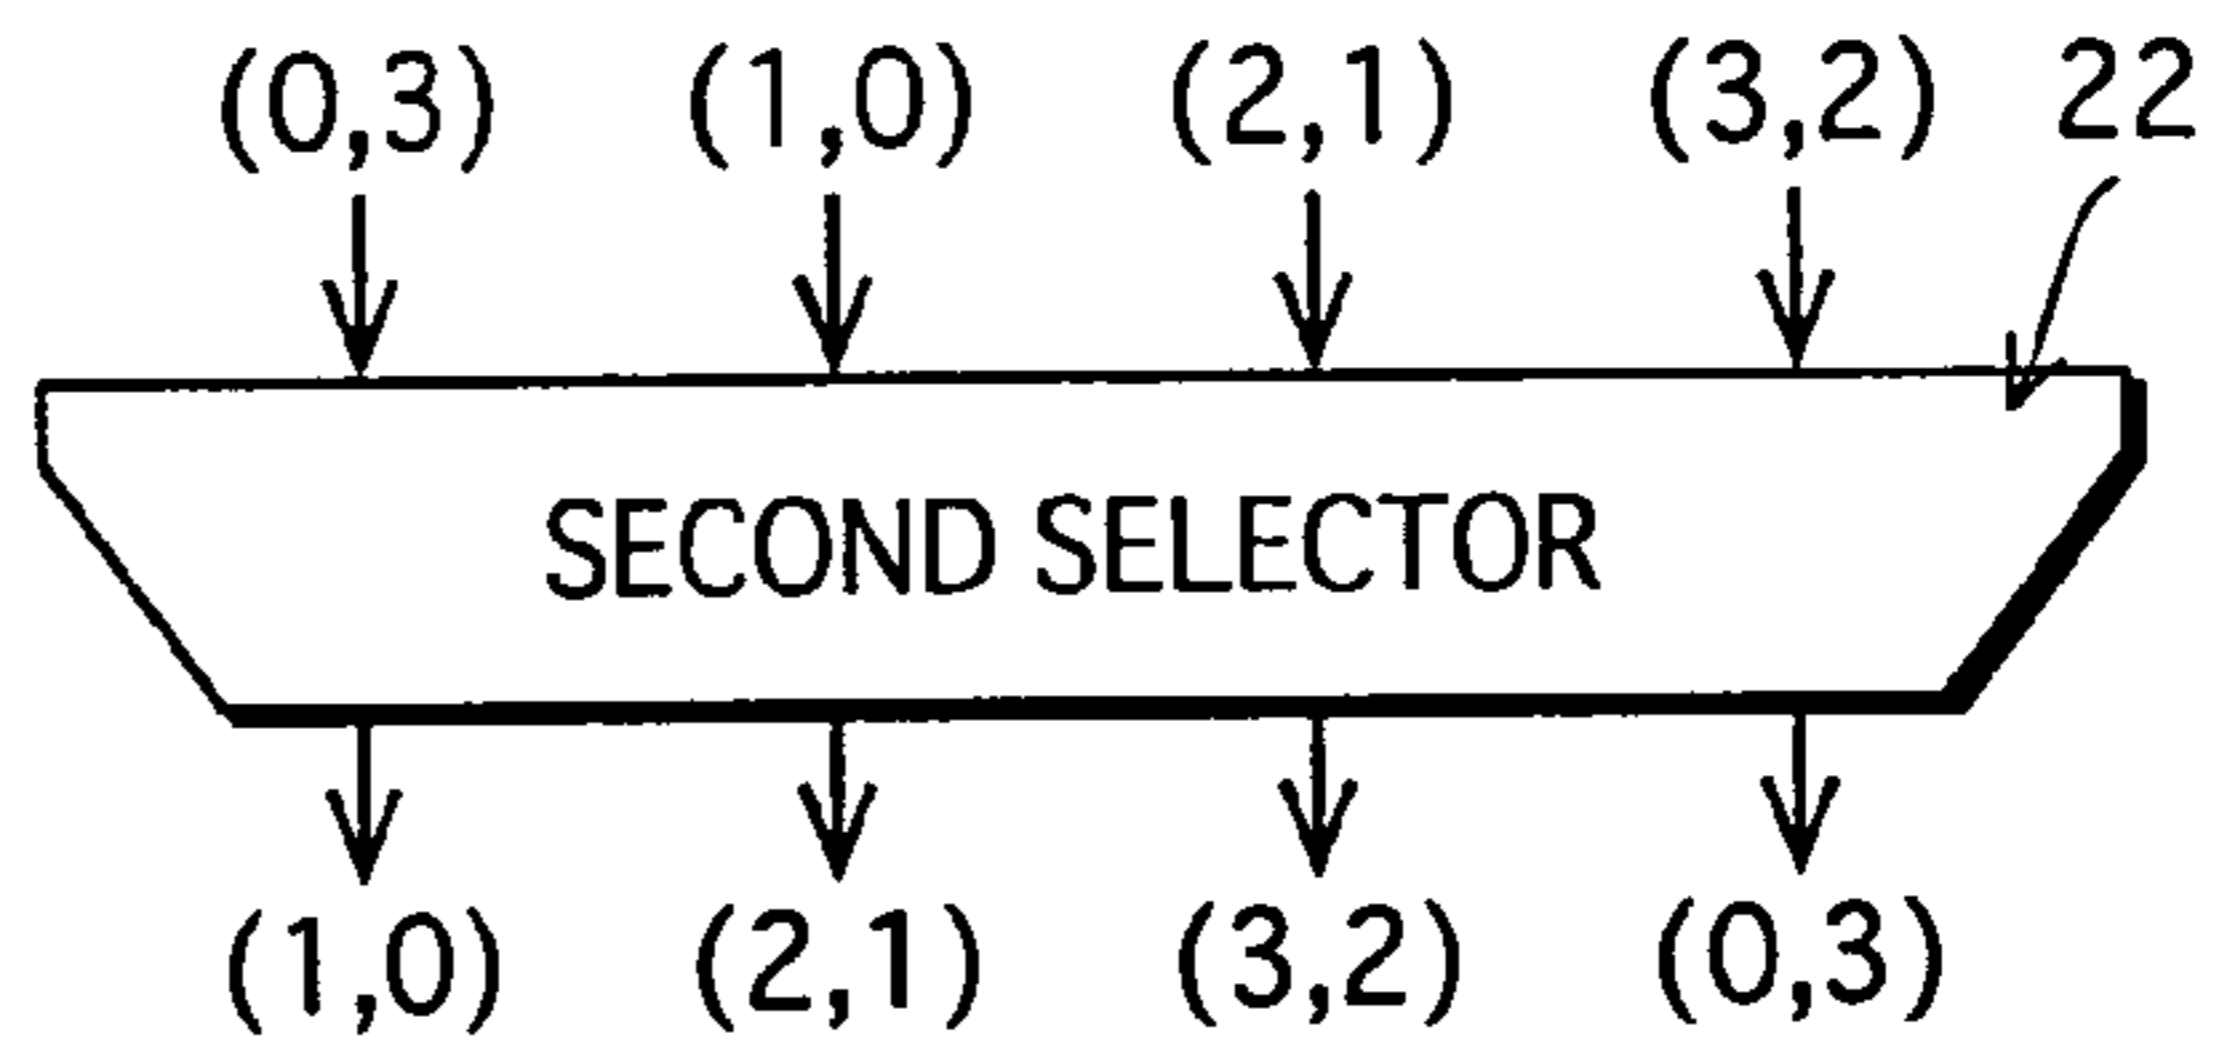 (0,3) (1,0) (2,1) (3,2) 22
SECOND SELECTOR
(1,0) (2,1) (3,2) (0,3)